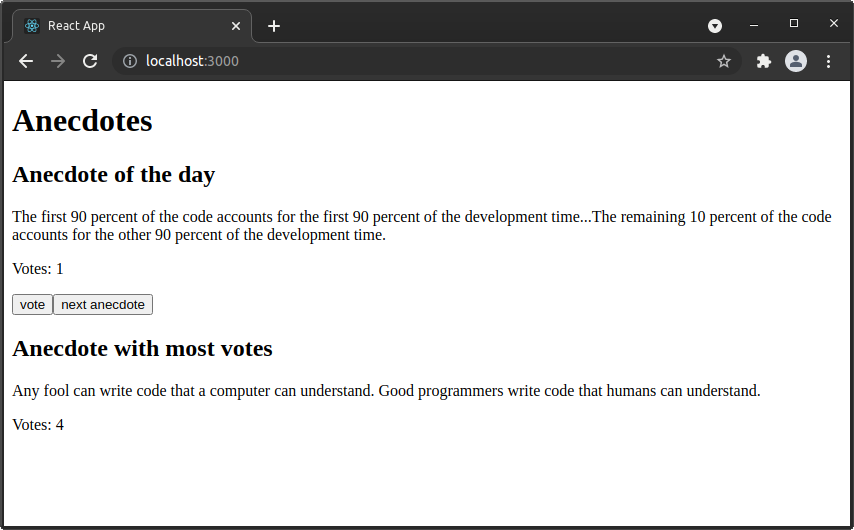 React App
localhost:3000
Anecdotes
Anecdote of the day
The first 90 percent of the code accounts for the first 90 percent of the development time...The remaining 10 percent of the code
accounts for the other 90 percent of the development time.
Votes: 1
vote next anecdote
Anecdote with most votes
Any fool can write code that a computer can understand. Good programmers write code that humans can understand.
Votes: 4